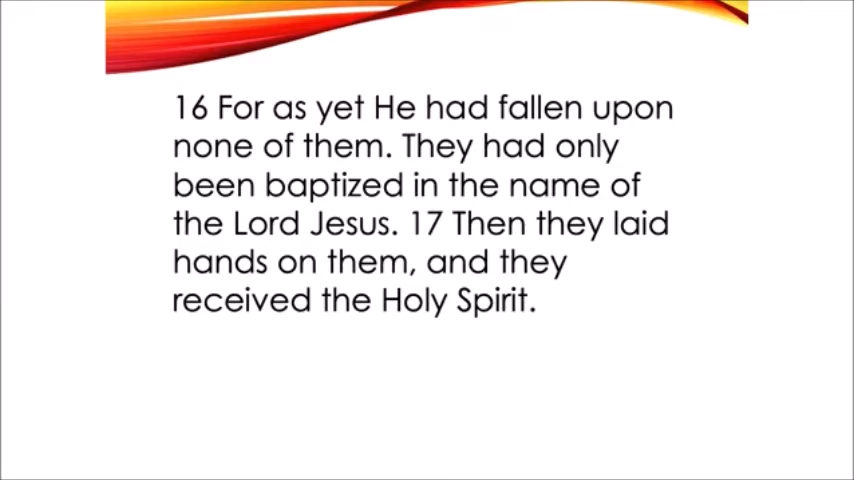 16 For as yet He had fallen upon
none of them. They had only
been baptized in the name of
the Lord Jesus. 17 Then they laid
hands on them, and they
received the Holy Spirit.